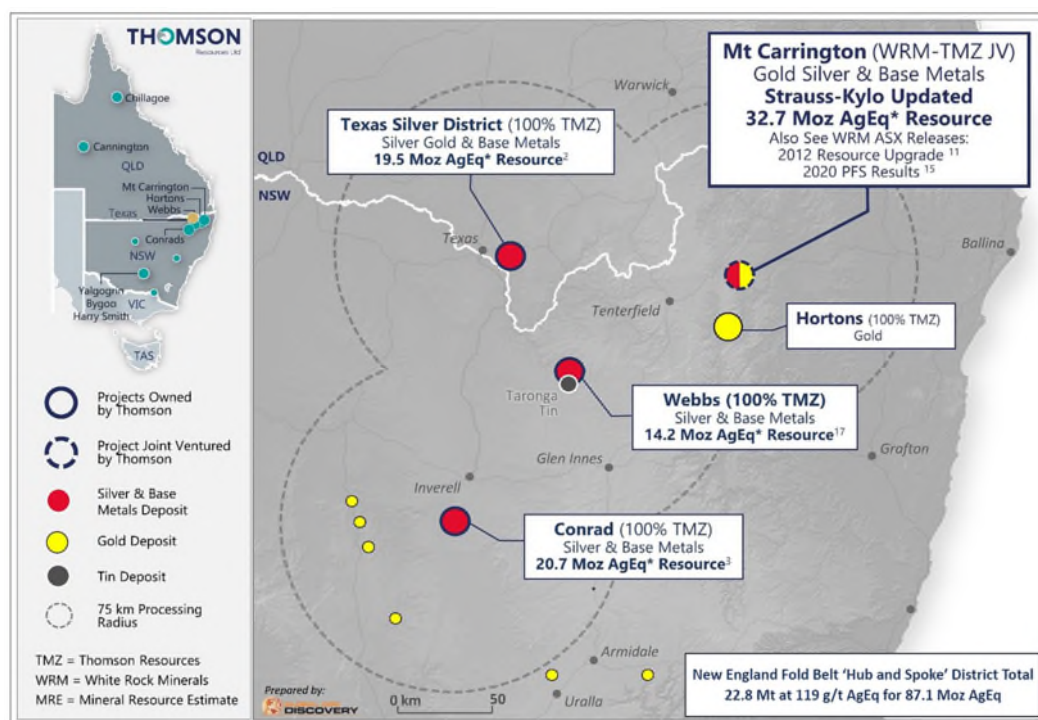 THOMSON
Resources Ltd
Chillagoe
Cannington
QLD
Mt Carrington
Hortons
Webbs
Texas
Conrads
NSW
Yalgogrin
Bygoo
Harry Smith
VIC
TAS
Projects Owned
by Thomson
Project Joint Ventured
by Thomson
Silver & Base
Metals Deposit
Gold Deposit
Tin Deposit
75 km Processing
Radius
TMZ = Thomson Resources
WRM = White Rock Minerals
MRE = Mineral Resource Estimate
Warwick
Mt Carrington (WRM-TMZ JV)
Gold Silver & Base Metals
Strauss-Kylo Updated
32.7 Moz AgEq* Resource
Also See WRM ASX Releases:
2012 Resource Upgrade 11
2020 PFS Results 15
Texas Silver District (100% TMZ)
Silver Gold & Base Metals
19.5 Moz AgEq* Resource2
QLD
NSW
Texas
Ballina
Tenterfield
Hortons (100% TMZ)
Gold
Taronga
Tin
Webbs (100% TMZ)
Silver & Base Metals
14.2 Moz AgEq* Resource17
Glen Innes
Grafton
Inverell
Conrad (100% TMZ)
Silver & Base Metals
20.7 Moz AgEq* Resource3
Armidale
Uralla
Prepared by:
DISCOVERY
0 km 50
New England Fold Belt 'Hub and Spoke' District Total
22.8 Mt at 119 g/t AgEq for 87.1 Moz AgEq